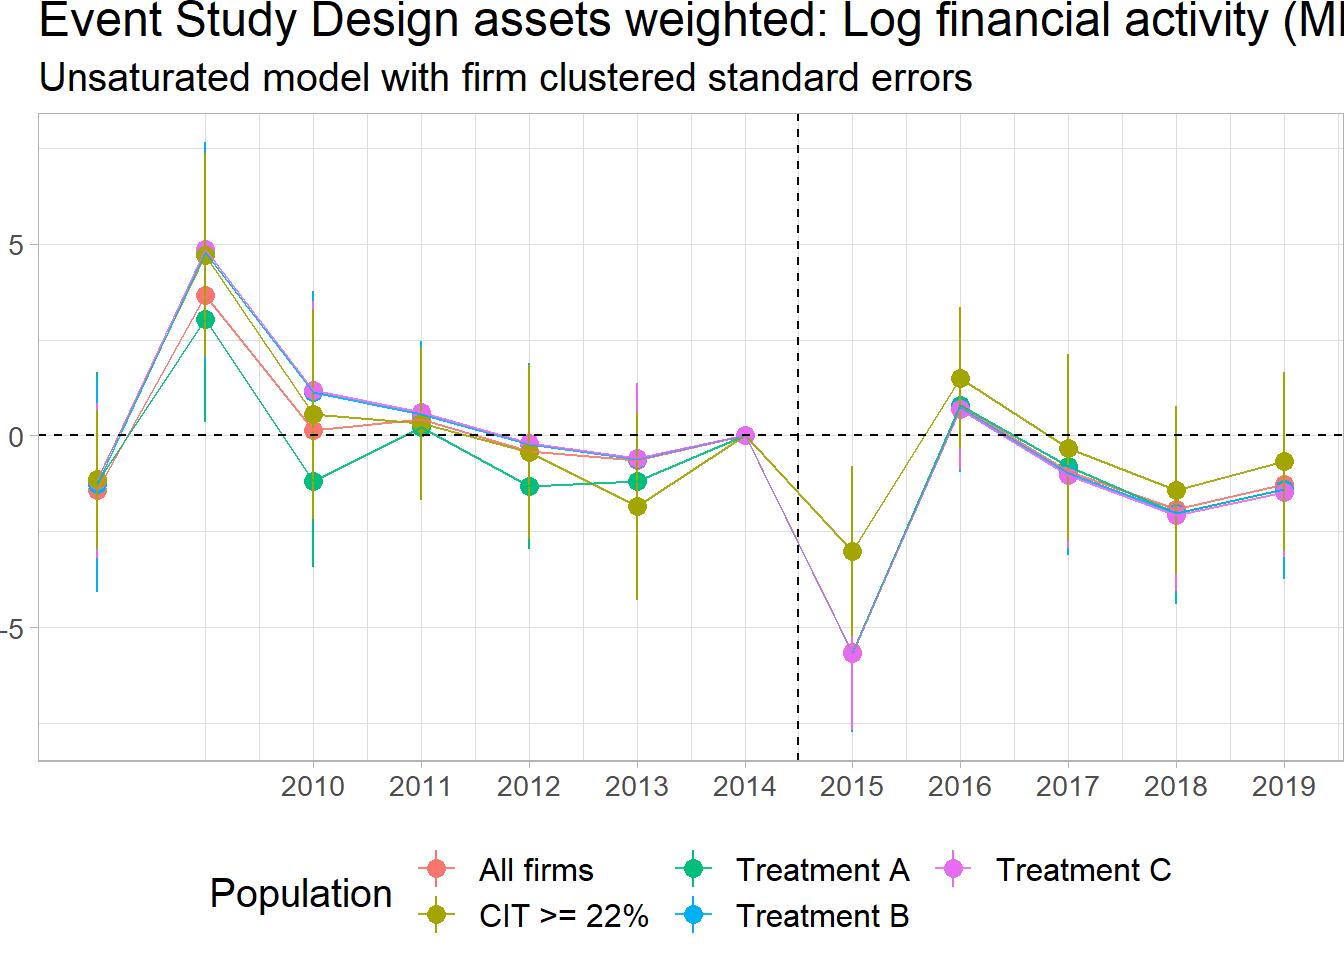 Event Study Design assets weighted: Log financial activity
Unsaturated model with firm clustered standard errors
5
0
−5
2010 2011 2012 2013 2014 2015 2016 2017 2018 2019
Population
All firms Treatment A Treatment C
CIT >= 22% Treatment B